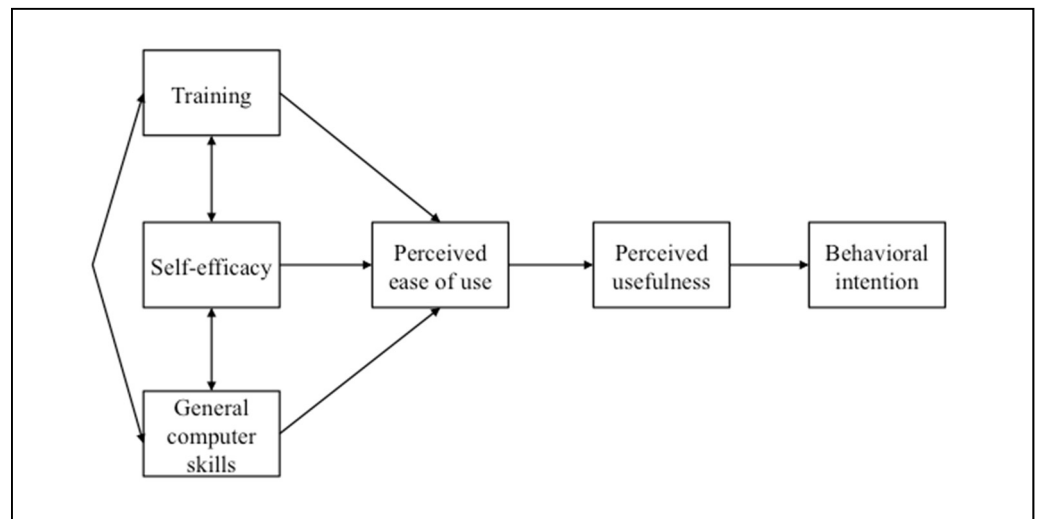 Training
Self-efficacy
General
computer
skills
Perceived
ease of use
Perceived
usefulness
Behavioral
intention